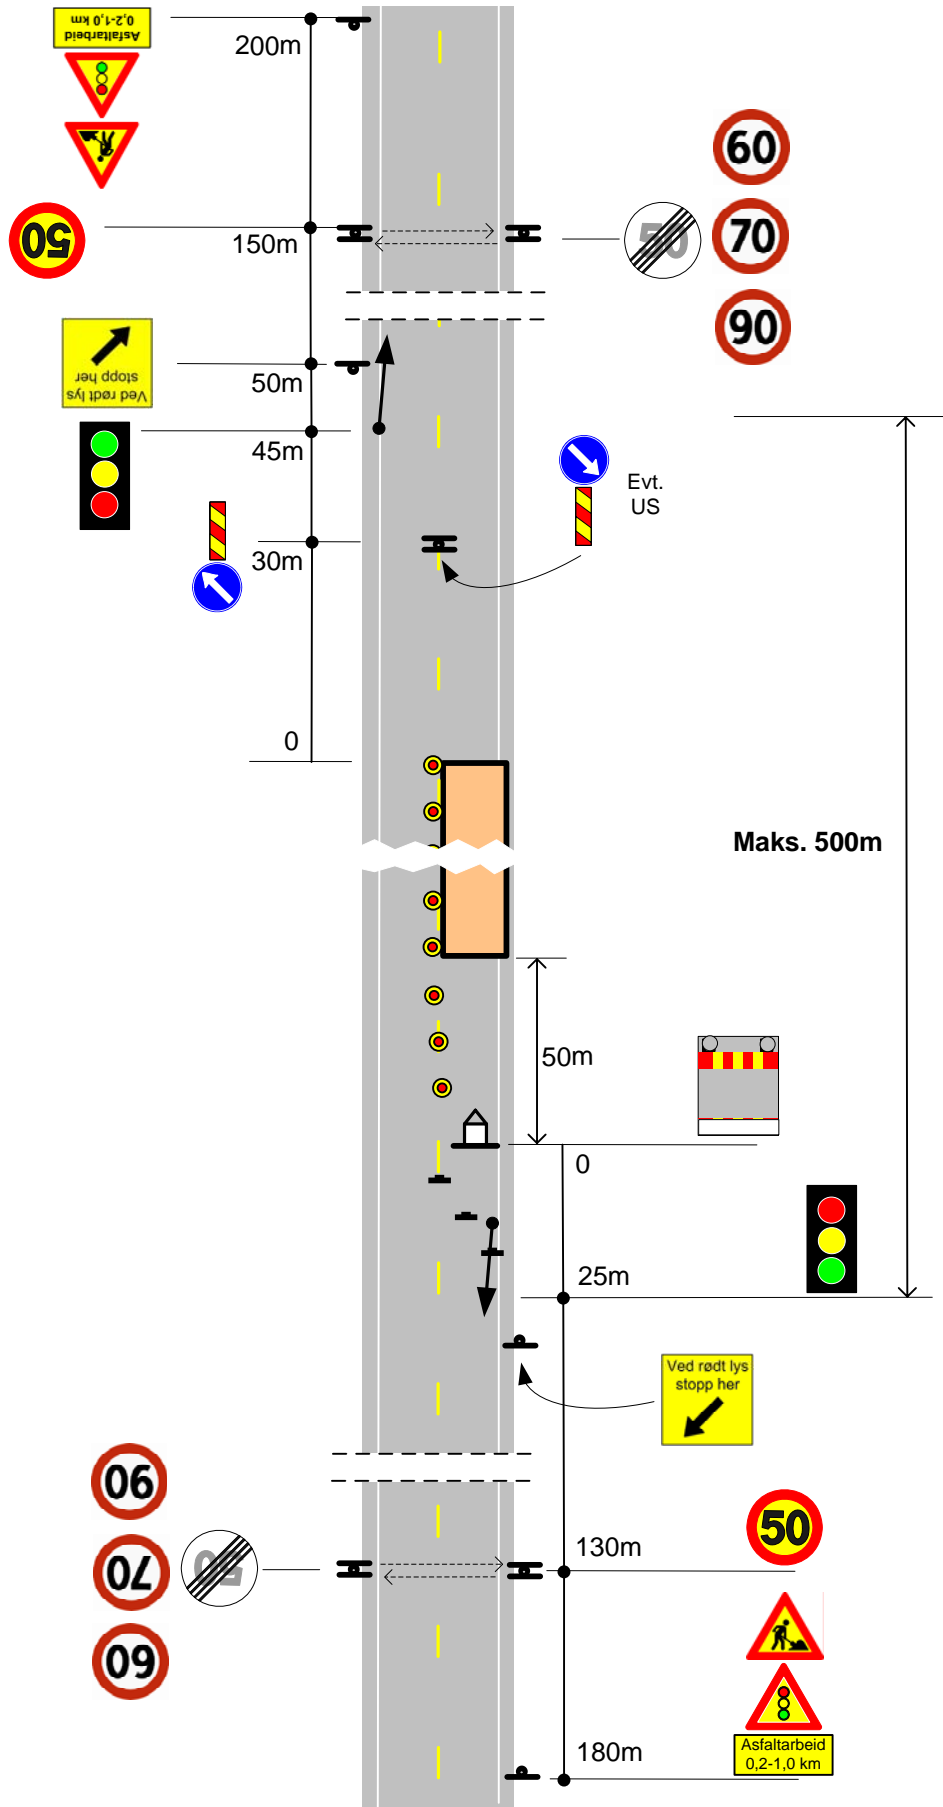 Asfaltarbeid
0,2-1,0 km
200m
60
50
150m
50
70
90
Ved rødt lys
stopp her
50m
45m
Evt.
US
30m
0
Maks. 500m
50m
0
25m
Ved rødt lys
stopp her
90
50
130m
70
50
60
180m
Asfaltarbeid
0,2-1,0 km